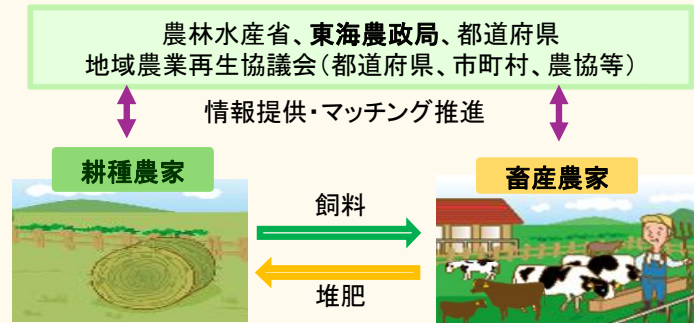 農林水産省、東海農政局、都道府県
地域農業再生協議会(都道府県、市町村、農協等)
情報提供・マッチング推進
耕種農家
畜産農家
飼料
堆肥